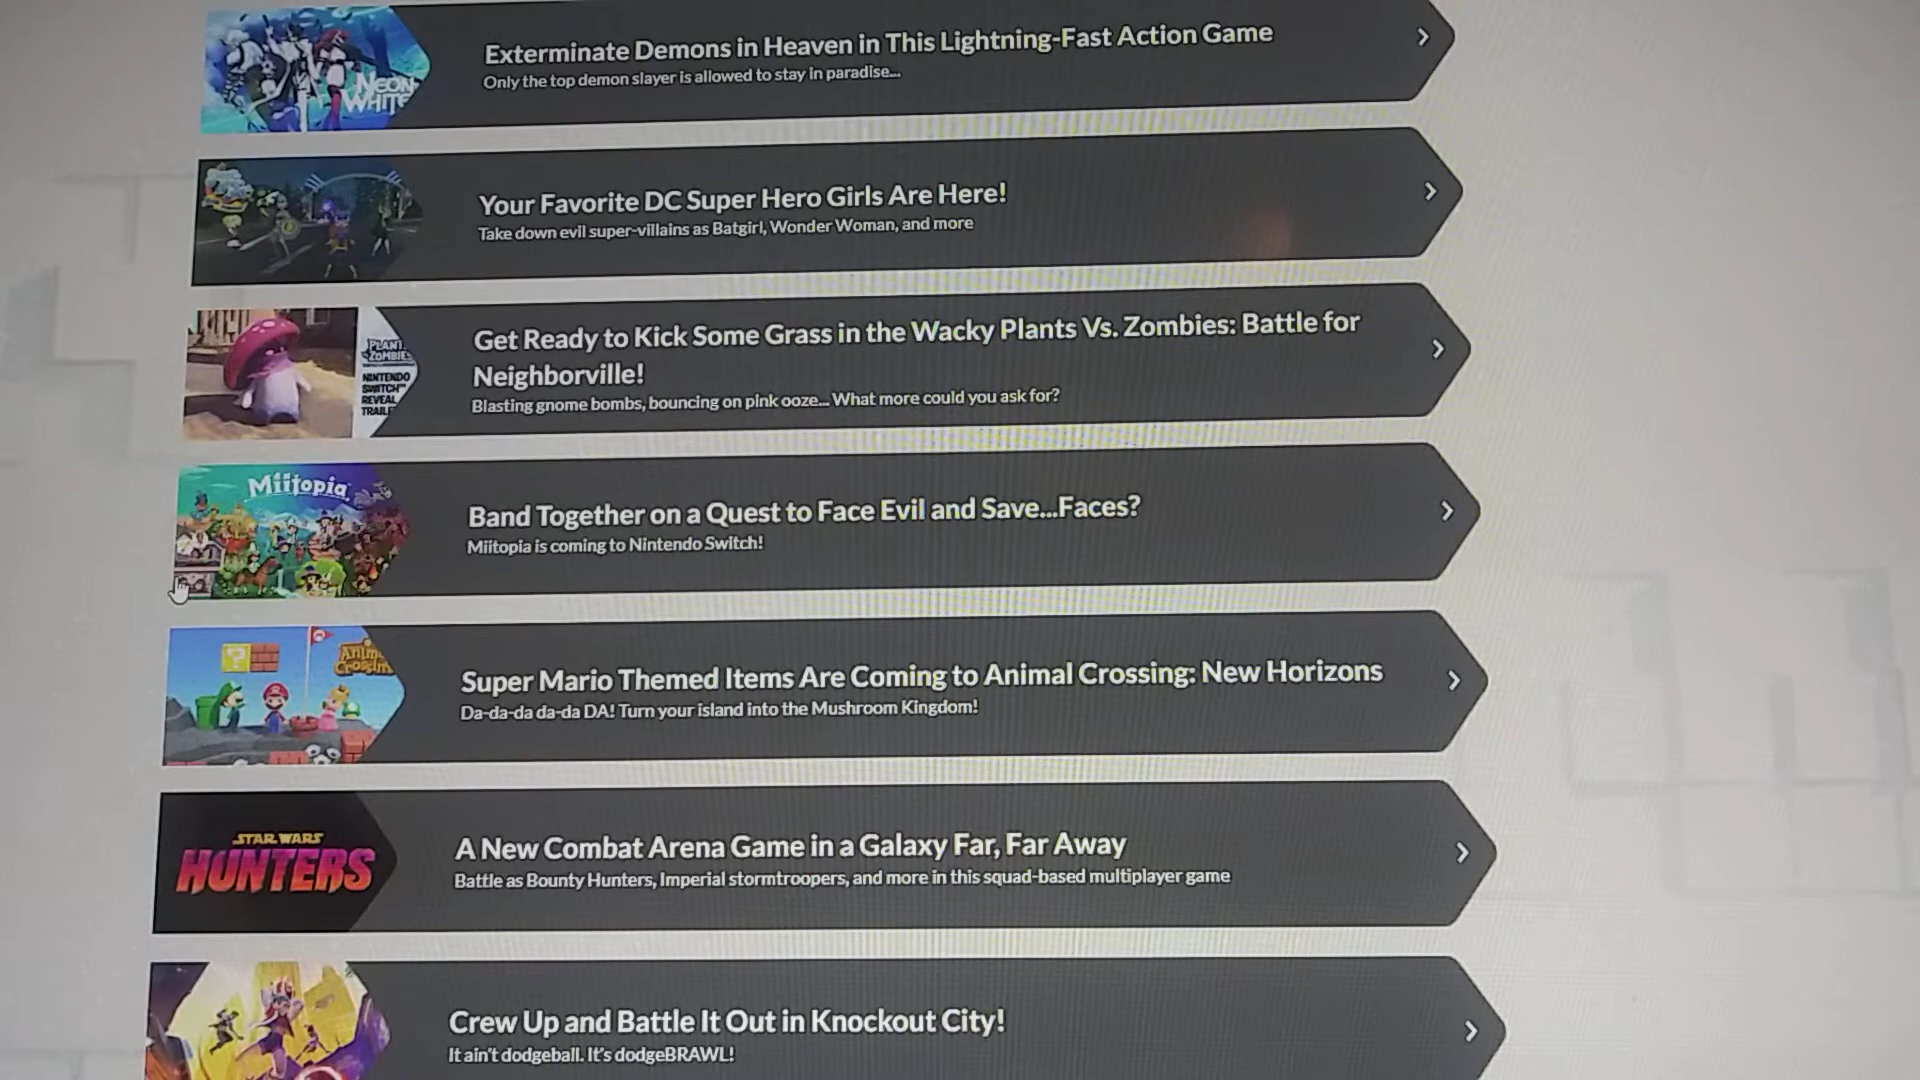 NEON
WHITE
Exterminate Demons in Heaven in This Lightning-Fast Action Game
Only the top demon slayer is allowed to stay in paradise...
Your Favorite DC Super Hero Girls Are Here!
Take down evil super-villains as Batgirl, Wonder Woman, and more
PLANT
ZOMBIE
NINTENDO
SWITCH™
REVEAL
TRAILE
Get Ready to Kick Some Grass in the Wacky Plants Vs. Zombies: Battle for
Neighborville!
Blasting gnome bombs, bouncing on pink ooze... What more could you ask for?
Miitopia
Band Together on a Quest to Face Evil and Save...Faces?
Miitopia is coming to Nintendo Switch!
?
M
Anim
Crossin
Super Mario Themed Items Are Coming to Animal Crossing: New Horizons
Da-da-da da-da DA! Turn your island into the Mushroom Kingdom!
STAR WARS
HUNTERS
A New Combat Arena Game in a Galaxy Far, Far Away
Battle as Bounty Hunters, Imperial stormtroopers, and more in this squad-based multiplayer game
Crew Up and Battle It Out in Knockout City!
It ain't dodgeball. It's dodgeBRAWL!